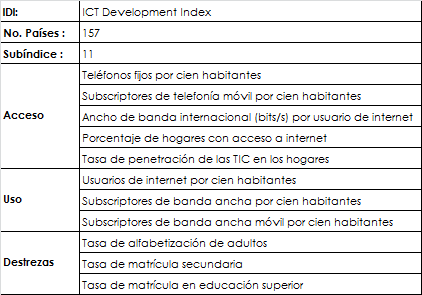 IDI: ICT Development Index
No. Países : 157
Subíndice : 11
Acceso
Teléfonos fijos por cien habitantes
Subscriptores de telefonía móvil por cien habitantes
Ancho de banda internacional (bits/s) por usuario de internet
Porcentaje de hogares con acceso a internet
Tasa de penetración de las TIC en los hogares
Uso
Usuarios de internet por cien habitantes
Subscriptores de banda ancha por cien habitantes
Subscriptores de banda ancha móvil por cien habitantes
Destrezas
Tasa de alfabetización de adultos
Tasa de matrícula secundaria
Tasa de matrícula en educación superior